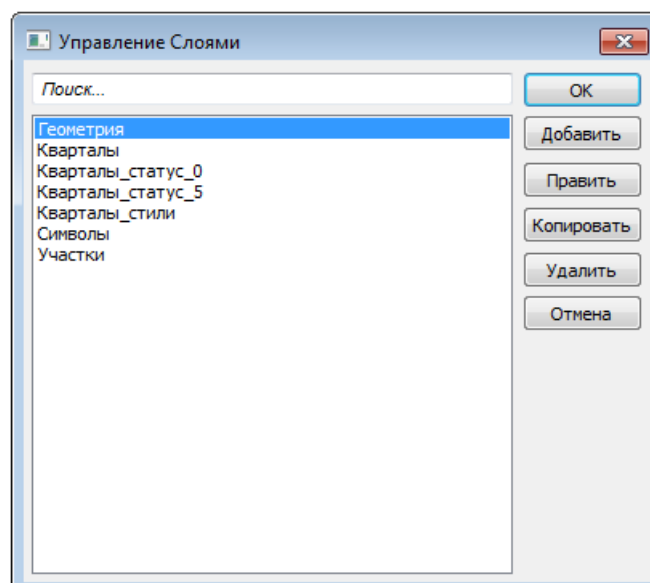 Управление Слоями
Поиск...
OK
Геометрия
Кварталы
Кварталы_статус_0
Кварталы_статус_5
Кварталы_стили
Символы
Участки
Добавить
Править
Копировать
Удалить
Отмена